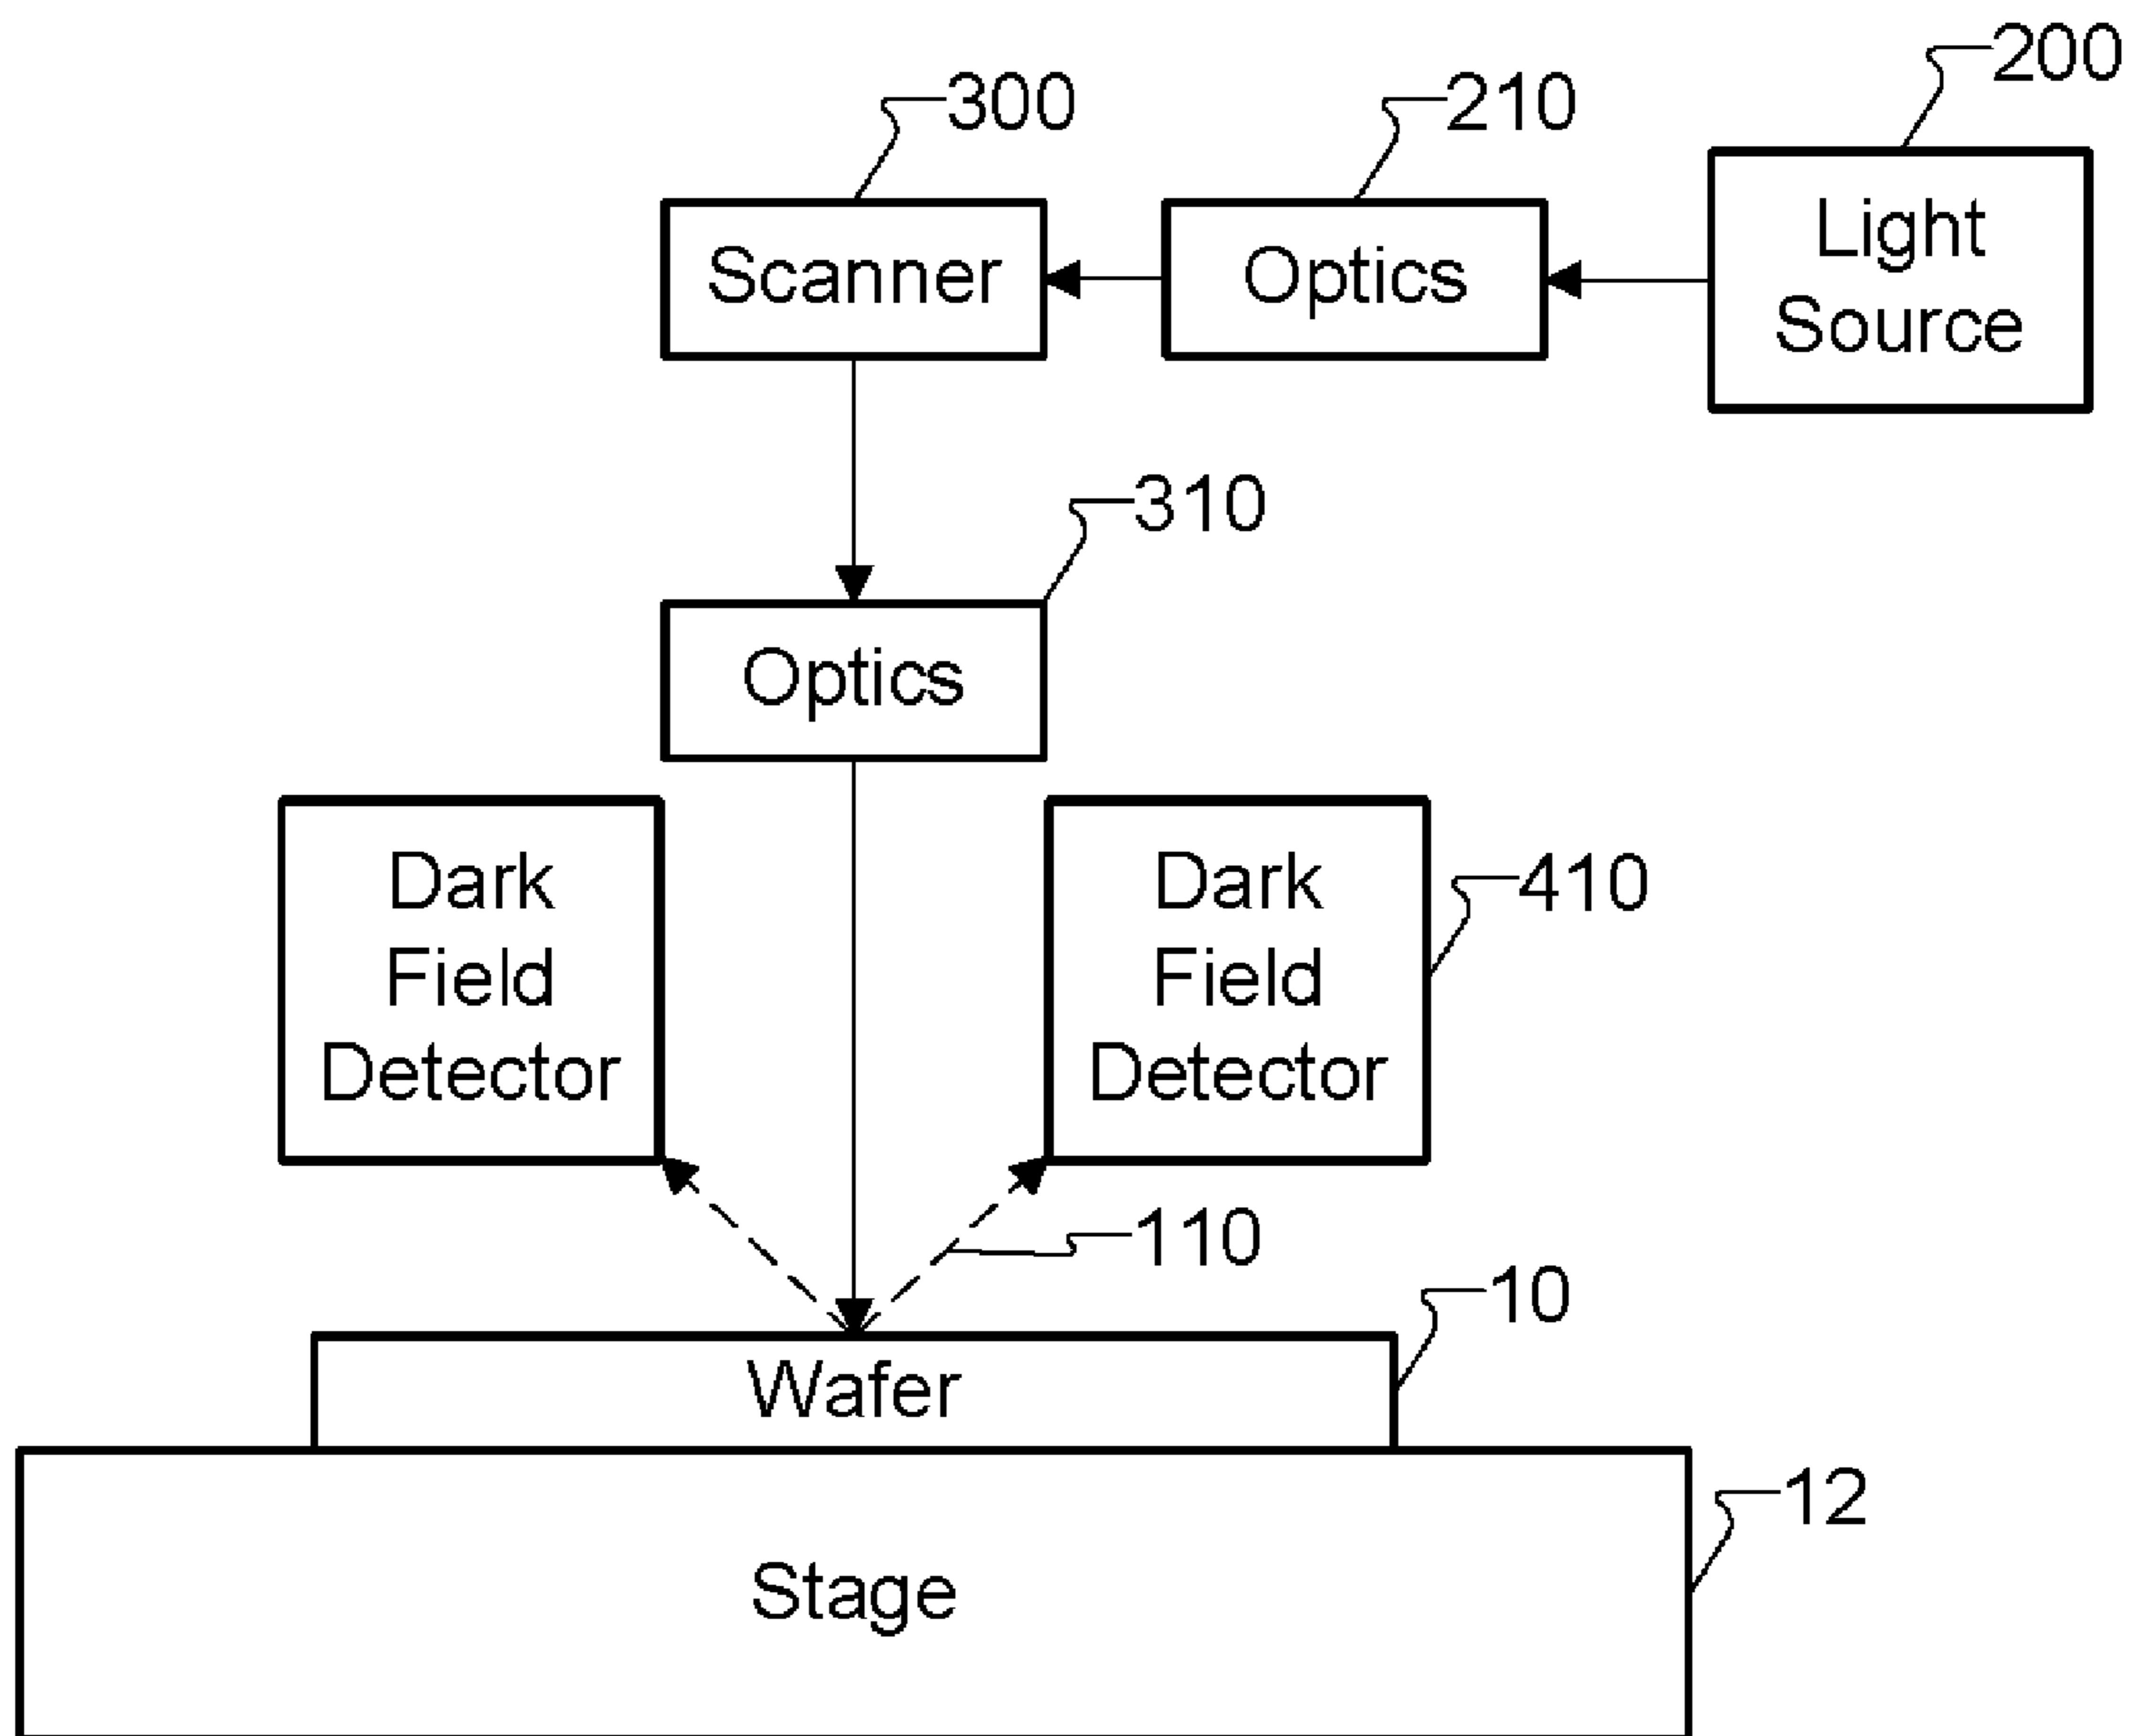 200
300
210
Light
Source
Scanner
Optics
310
Optics
Dark
Field
Detector
Dark
Field
Detector
410
110
10
Wafer
12
Stage